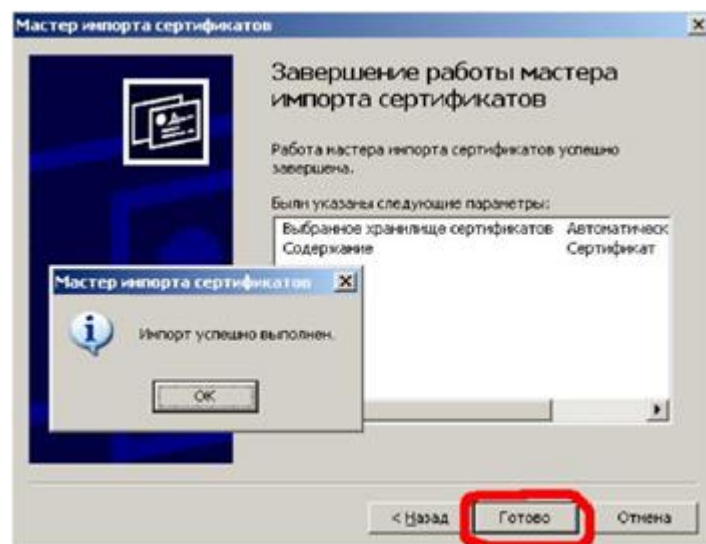 Мастер импорта сертификатов
Завершение работы мастера
импорта сертификатов
Работа мастера импорта сертификатов успешно
завершена.
Были указаны следующие параметры:
Выбранное хранилище сертификатов Автоматическ
Содержание Сертификат
Мастер импорта сертификатов
Импорт успешно выполнен.
OK
< Назад Готово Отмена